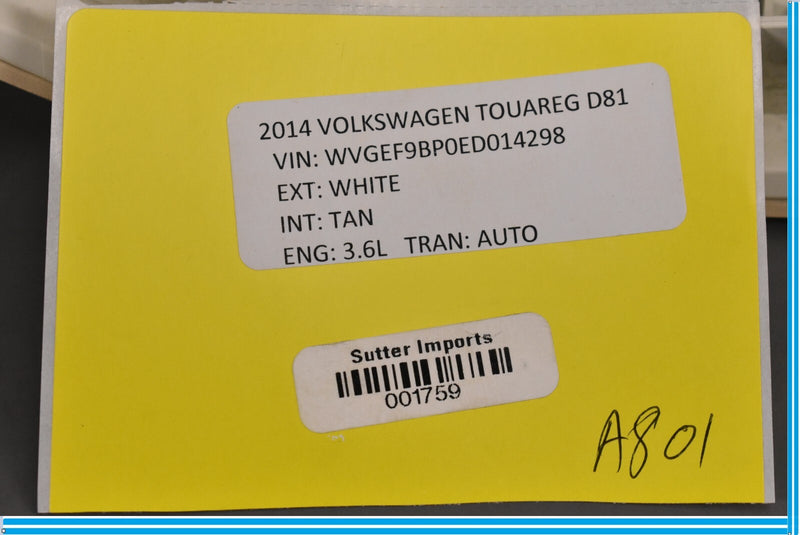 2014 VOLKSWAGEN TOUAREG D81
VIN: WVGEF9BP0ED014298
EXT: WHITE
INT: TAN
ENG: 3.6L TRAN: AUTO
Sutter Imports
001759
A801